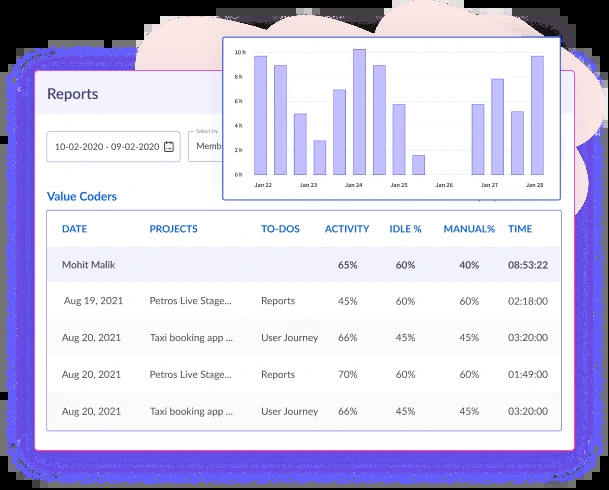 Reports
10-02-2020 - 09-02-2020
Select by
Memb
10 h
8 h
6 h
4 h
2 h
0 h
Jan 22 Jan 23 Jan 24 Jan 25 Jan 26 Jan 27 Jan 28
Value Coders
DATE PROJECTS TO-DOS ACTIVITY IDLE % MANUAL% TIME
Mohit Malik 65% 60% 40% 08:53:22
Aug 19, 2021 Petros Live Stage... Reports 45% 60% 60% 02:18:00
Aug 20, 2021 Taxi booking app ... User Journey 66% 45% 45% 03:20:00
Aug 20, 2021 Petros Live Stage... Reports 70% 60% 60% 01:49:00
Aug 20, 2021 Taxi booking app ... User Journey 66% 45% 45% 03:20:00